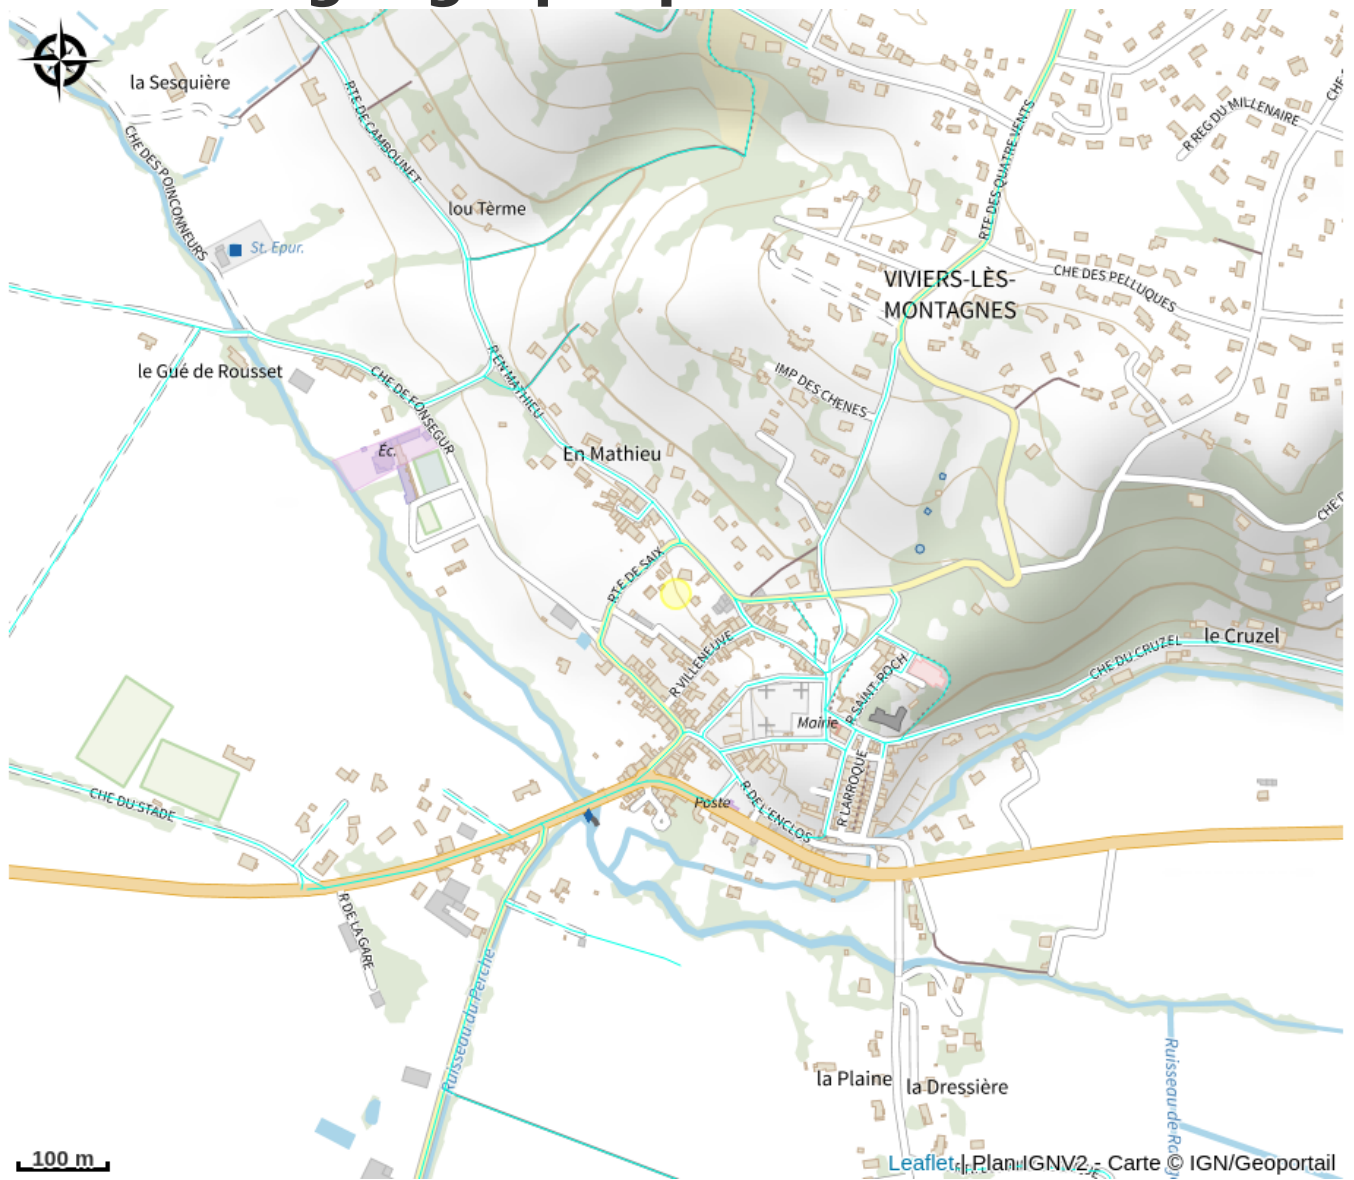 la Sesquière
RTE DE CAMBOUNET
CHE DES POINCONNEURS
R REG DU MILLENAIRE
RTE DES QUATRE VENTS
lou Tèrme
St. Epur.
VIVIERS-LÈS-
MONTAGNES
CHE DES PELLUQUES
le Gué de Rousset
CHE DE FONSEGUR
R EN MATHIEU
IMP DES CHENES
Éc.
En Mathieu
RTE DE SAIX
R VILLENEUVE
le Cruzel
CHE DU CRUZEL
R SAINT-ROCH
Mairie
CHE DU STADE
Poste
R DE L'ENCLOS
R LARROQUE
R DE LA GARE
Ruisseau du Perche
la Plaine
la Dressière
Ruisseau de
100 m
Leaflet | Plan IGNV2 - Carte © IGN/Geoportail